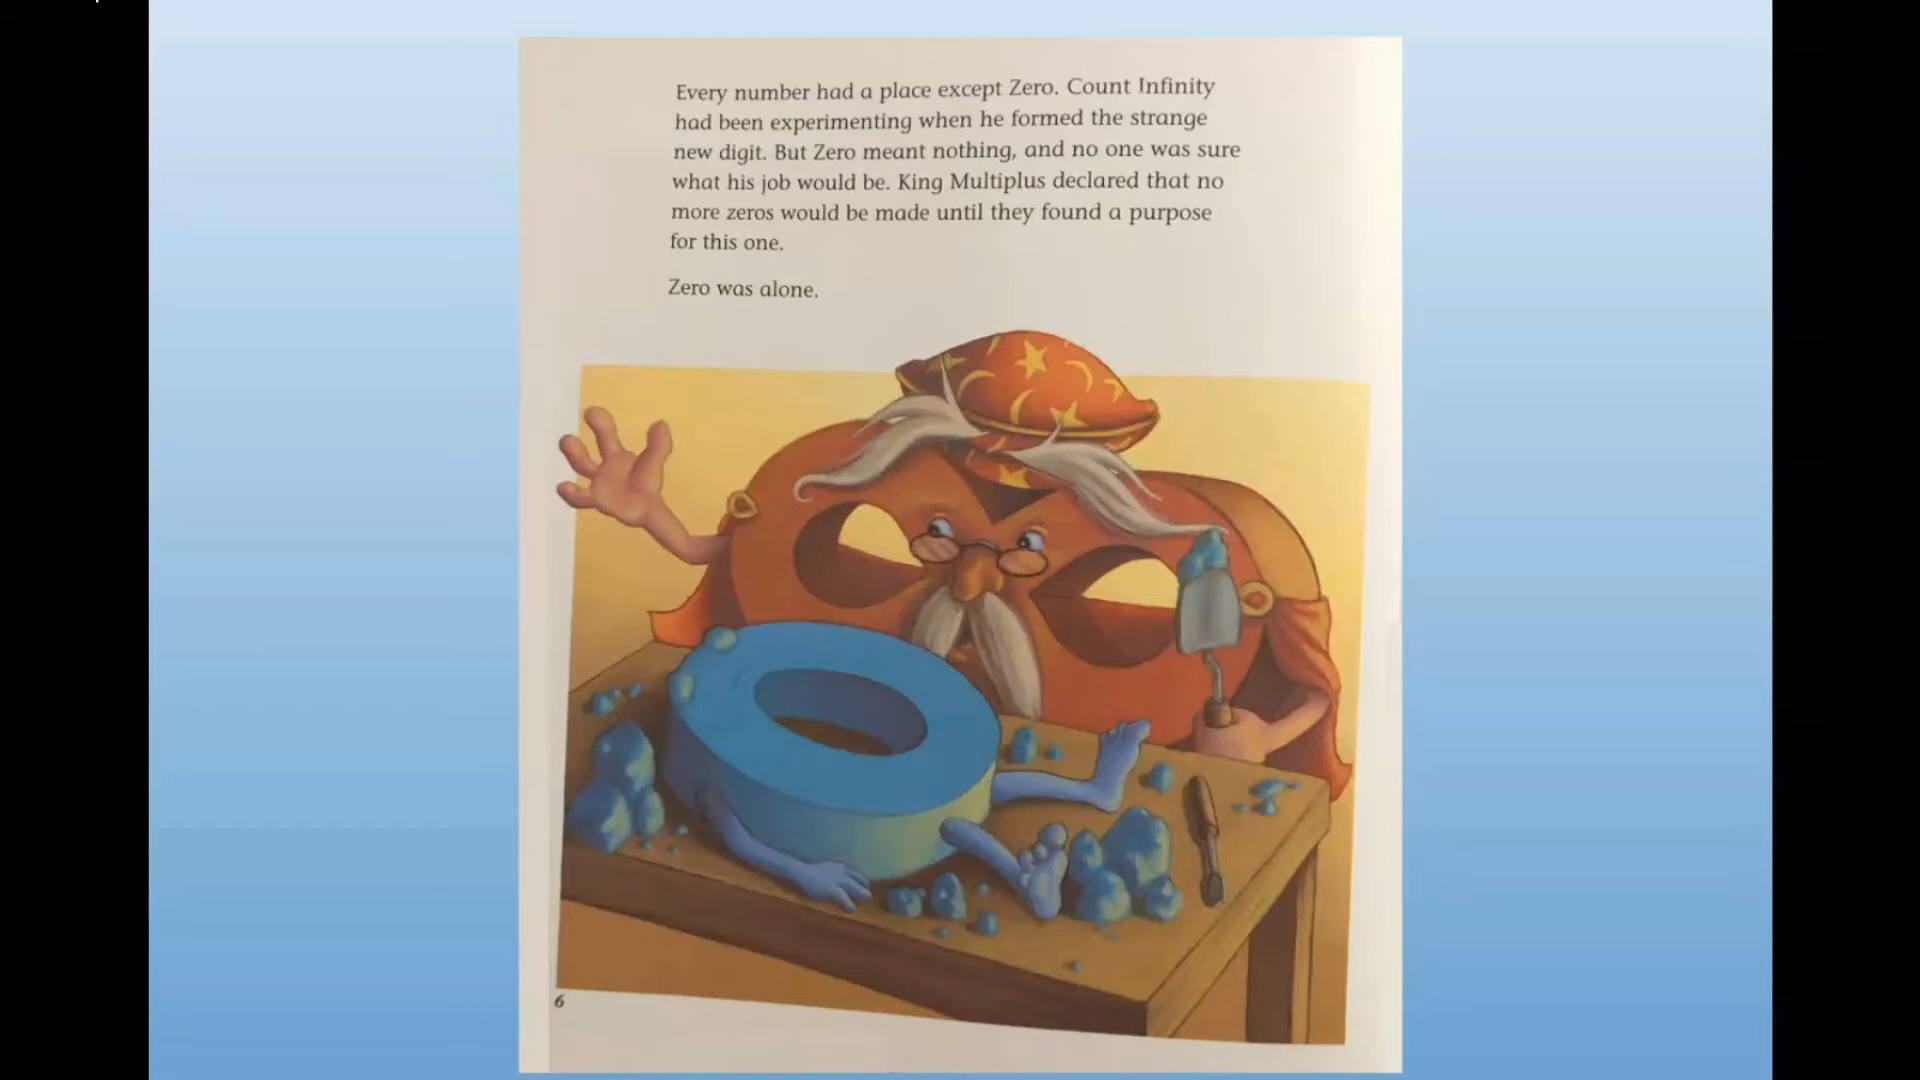 Every number had a place except Zero. Count Infinity
had been experimenting when he formed the strange
new digit. But Zero meant nothing, and no one was sure
what his job would be. King Multiplus declared that no
more zeros would be made until they found a purpose
for this one.
Zero was alone.
6